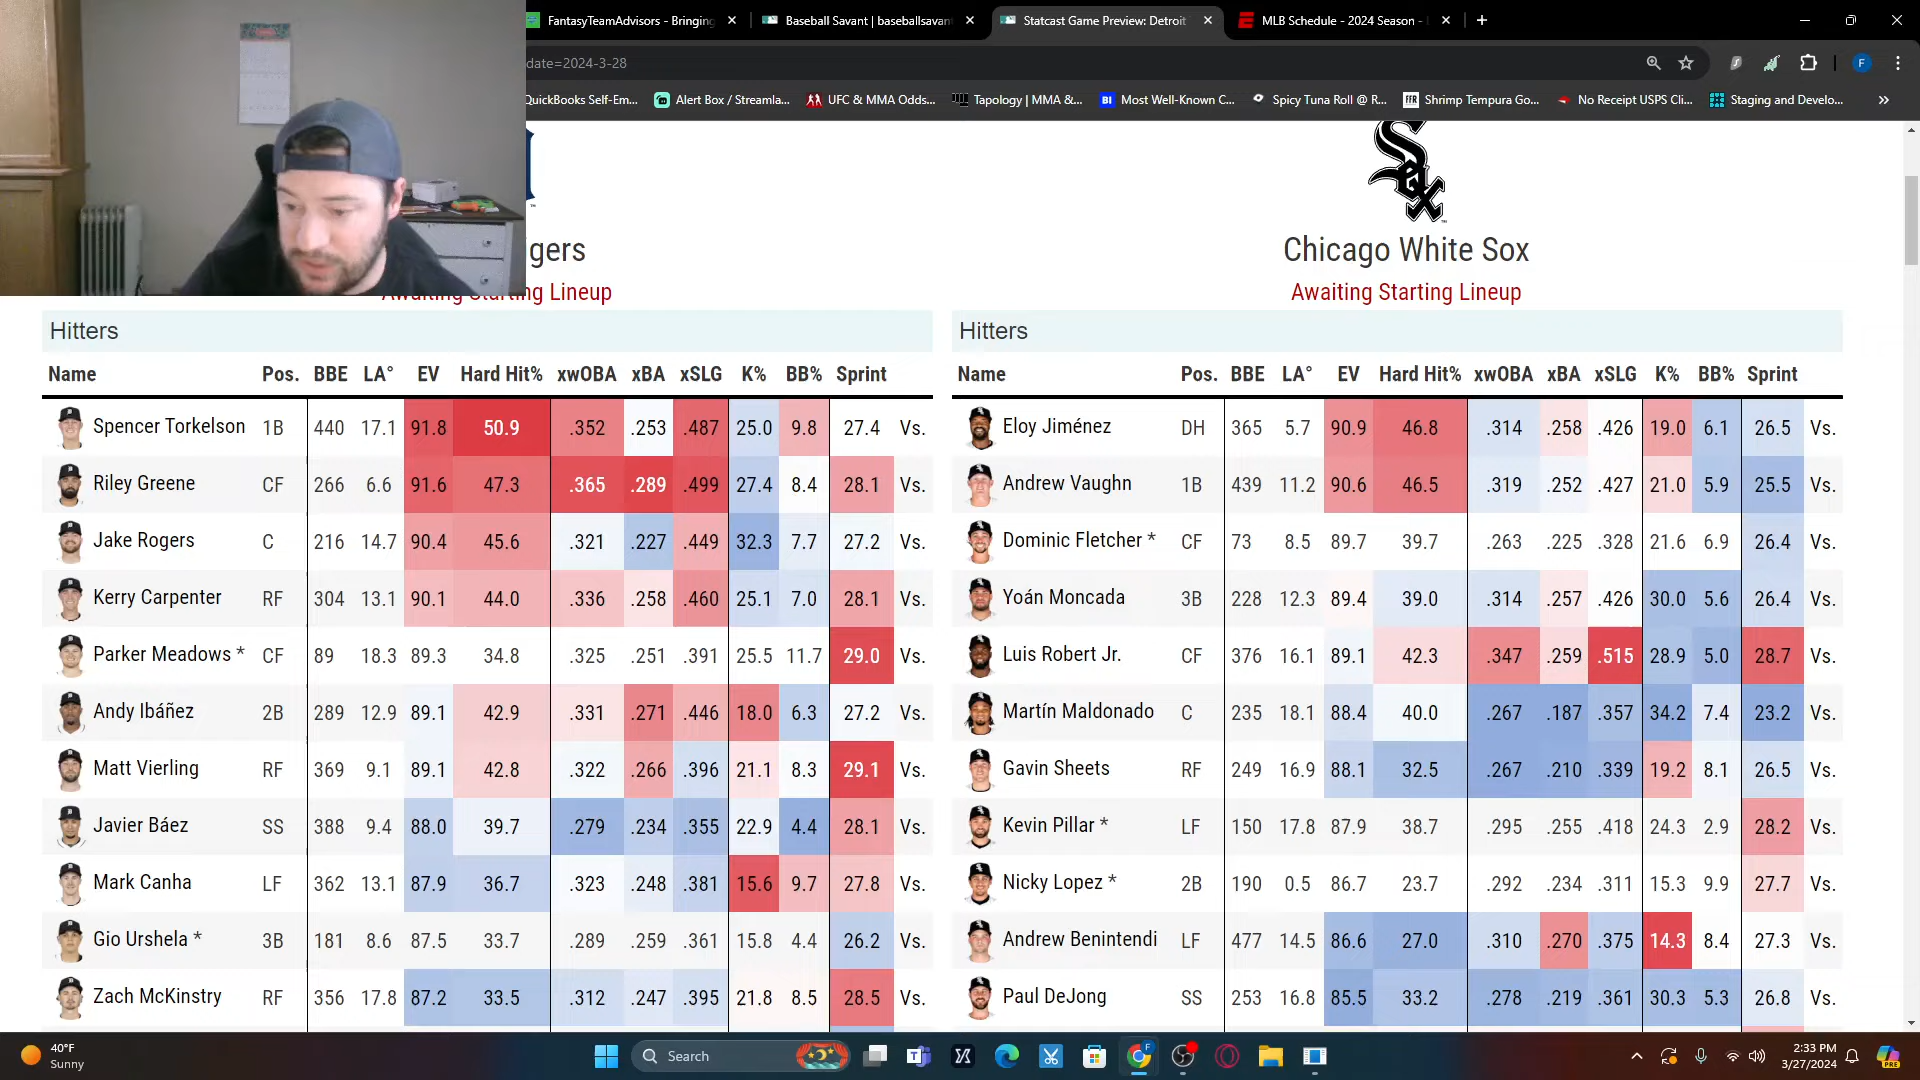 FantasyTeamAdvisors - Bringing
Baseball Savant | baseballsavant
Statcast Game Preview: Detroit
MLB Schedule - 2024 Season -
date=2024-3-28
F
QuickBooks Self-Em...
Alert Box / Streamla...
UFC & MMA Odds...
Tapology | MMA &...
BI Most Well-Known C...
Spicy Tuna Roll @ R...
FFR Shrimp Tempura Go...
No Receipt USPS Cli...
Staging and Develo...
Sox
gers
Chicago White Sox
Awaiting Starting Lineup
Awaiting Starting Lineup
Hitters
Name Pos. BBE LA° EV Hard Hit% xwOBA xBA xSLG K% BB% Sprint
Spencer Torkelson 1B 440 17.1 91.8 50.9 .352 .253 .487 25.0 9.8 27.4 Vs.
Riley Greene CF 266 6.6 91.6 47.3 .365 .289 .499 27.4 8.4 28.1 Vs.
Jake Rogers C 216 14.7 90.4 45.6 .321 .227 .449 32.3 7.7 27.2 Vs.
Kerry Carpenter RF 304 13.1 90.1 44.0 .336 .258 .460 25.1 7.0 28.1 Vs.
Parker Meadows * CF 89 18.3 89.3 34.8 .325 .251 .391 25.5 11.7 29.0 Vs.
Andy Ibáñez 2B 289 12.9 89.1 42.9 .331 .271 .446 18.0 6.3 27.2 Vs.
Matt Vierling RF 369 9.1 89.1 42.8 .322 .266 .396 21.1 8.3 29.1 Vs.
Javier Báez SS 388 9.4 88.0 39.7 .279 .234 .355 22.9 4.4 28.1 Vs.
Mark Canha LF 362 13.1 87.9 36.7 .323 .248 .381 15.6 9.7 27.8 Vs.
Gio Urshela * 3B 181 8.6 87.5 33.7 .289 .259 .361 15.8 4.4 26.2 Vs.
Zach McKinstry RF 356 17.8 87.2 33.5 .312 .247 .395 21.8 8.5 28.5 Vs.
Hitters
Name Pos. BBE LA° EV Hard Hit% xwOBA xBA xSLG K% BB% Sprint
Eloy Jiménez DH 365 5.7 90.9 46.8 .314 .258 .426 19.0 6.1 26.5 Vs.
Andrew Vaughn 1B 439 11.2 90.6 46.5 .319 .252 .427 21.0 5.9 25.5 Vs.
Dominic Fletcher * CF 73 8.5 89.7 39.7 .263 .225 .328 21.6 6.9 26.4 Vs.
Yoán Moncada 3B 228 12.3 89.4 39.0 .314 .257 .426 30.0 5.6 26.4 Vs.
Luis Robert Jr. CF 376 16.1 89.1 42.3 .347 .259 .515 28.9 5.0 28.7 Vs.
Martín Maldonado C 235 18.1 88.4 40.0 .267 .187 .357 34.2 7.4 23.2 Vs.
Gavin Sheets RF 249 16.9 88.1 32.5 .267 .210 .339 19.2 8.1 26.5 Vs.
Kevin Pillar * LF 150 17.8 87.9 38.7 .295 .255 .418 24.3 2.9 28.2 Vs.
Nicky Lopez * 2B 190 0.5 86.7 23.7 .292 .234 .311 15.3 9.9 27.7 Vs.
Andrew Benintendi LF 477 14.5 86.6 27.0 .310 .270 .375 14.3 8.4 27.3 Vs.
Paul DeJong SS 253 16.8 85.5 33.2 .278 .219 .361 30.3 5.3 26.8 Vs.
40°F
Sunny
Search
2:33 PM
3/27/2024